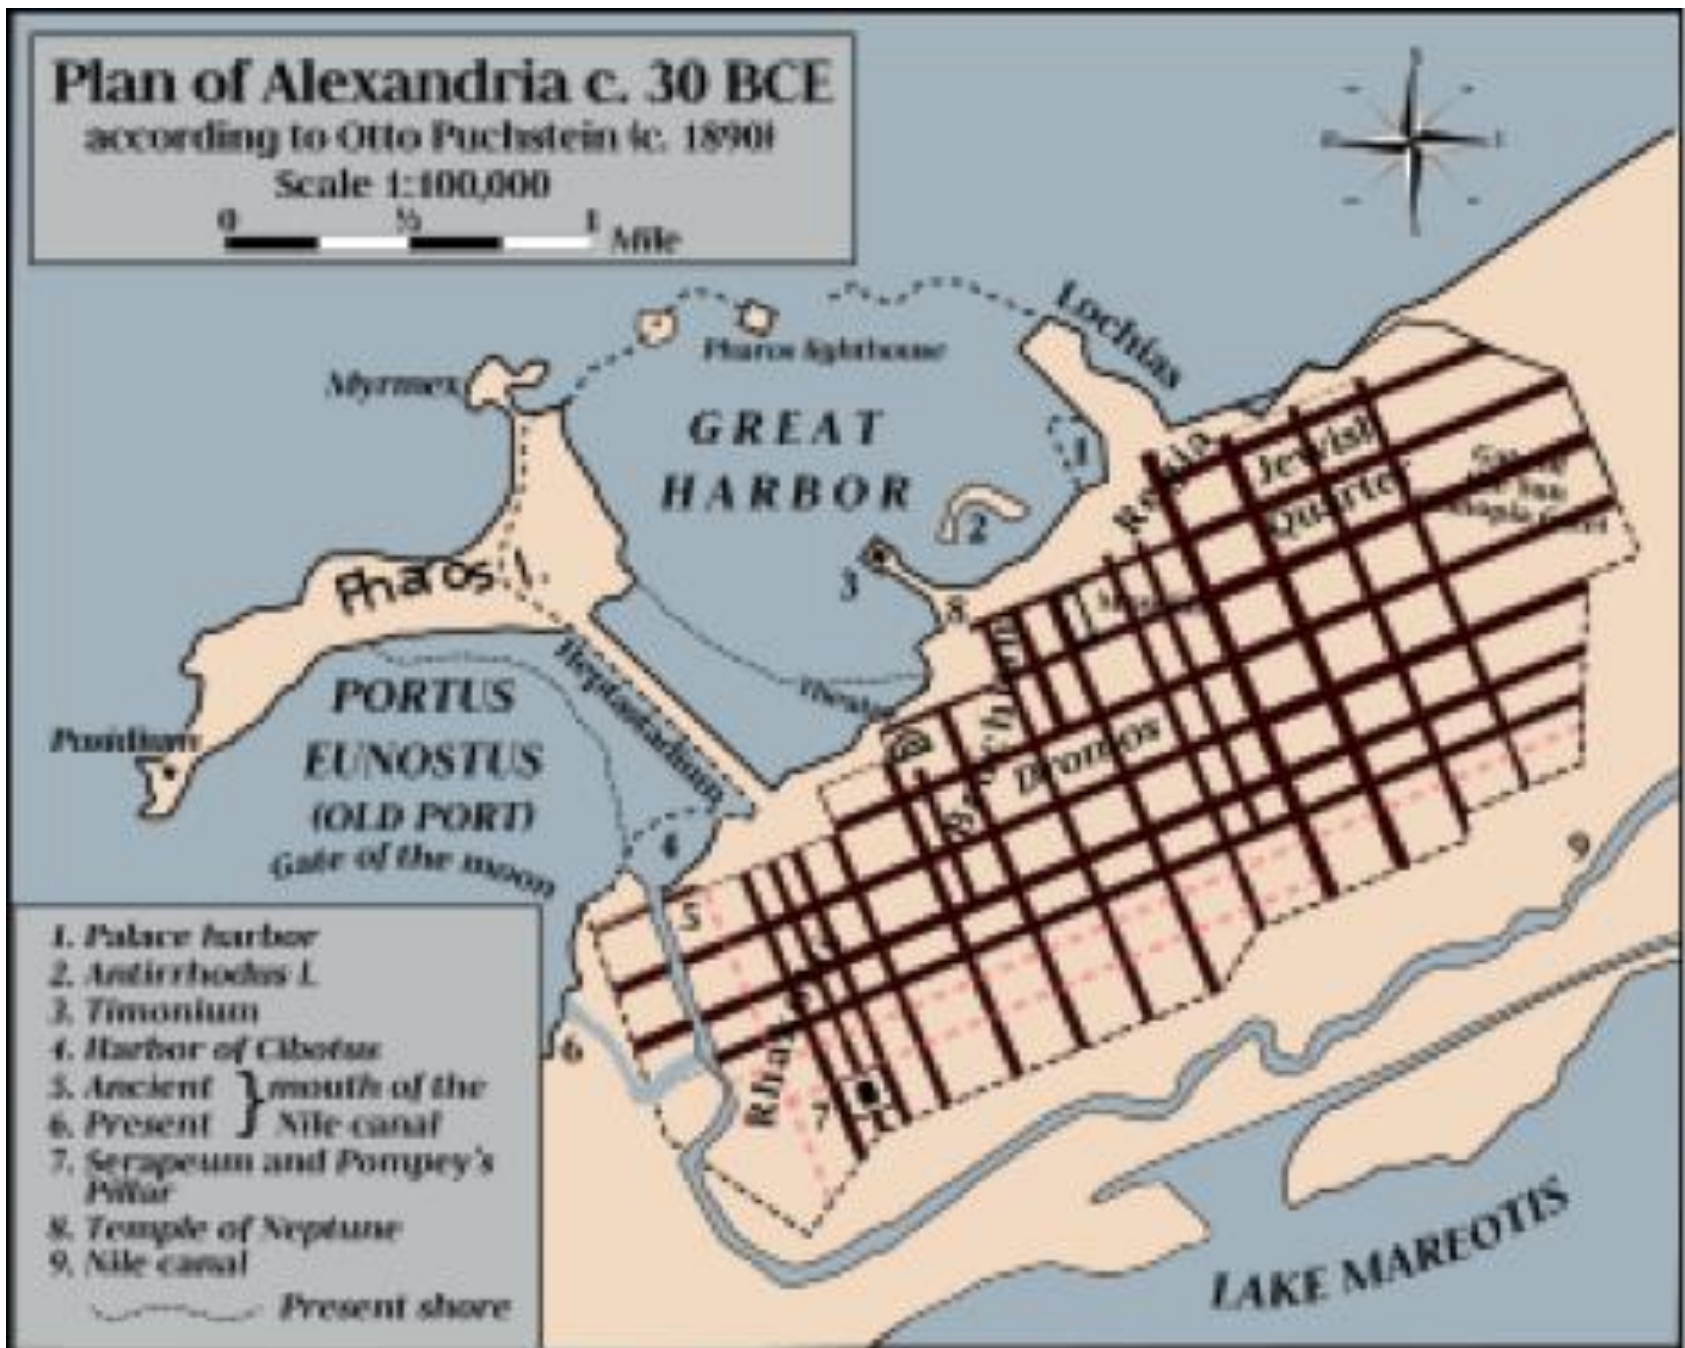 Plan of Alexandria c. 30 BCE
according to Otto Puchstein (c. 1890)
Scale 1:100,000
0 ½ 1
Mile
Lochias
Pharos lighthouse
Myrmex
GREAT
HARBOR
1
2
3
8
Jewish
Quarter
Regia
Pharos I.
Heptastadium
Theater
Dromos
PORTUS
EUNOSTUS
(OLD PORT)
Posidium
Gate of the moon
4
5
6
7
9
LAKE MAREOTIS
1. Palace harbor
2. Antirrhodus I.
3. Timonium
4. Harbor of Cibotus
5. Ancient } mouth of the
6. Present } Nile canal
7. Serapeum and Pompey's
Pillar
8. Temple of Neptune
9. Nile canal
Present shore